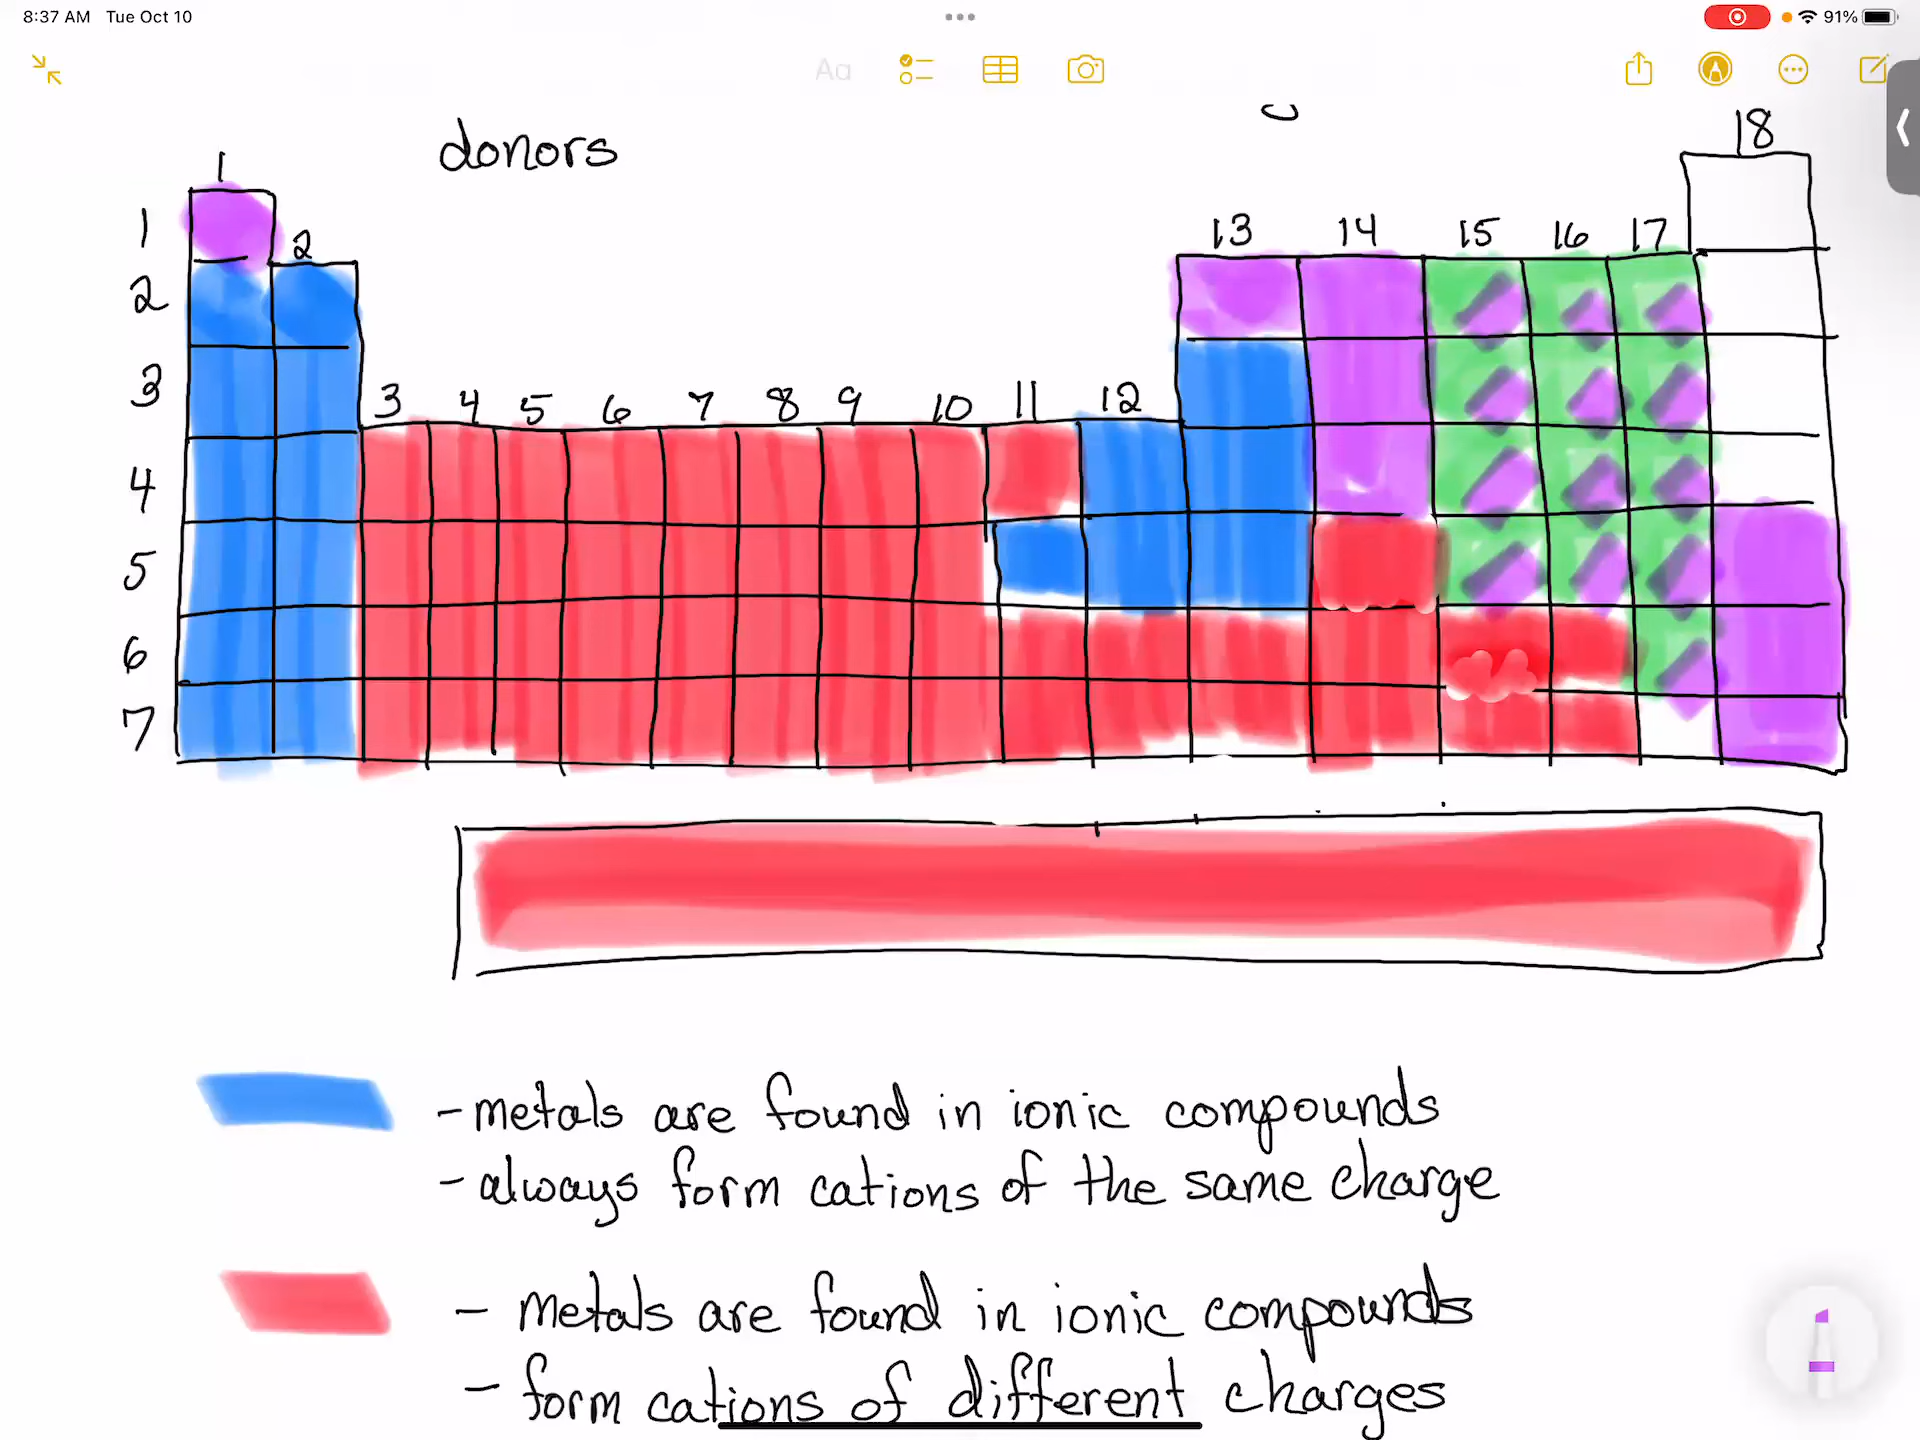 8:37 AM Tue Oct 10
91%
Aa
donors
18
1
13 14 15 16 17
1
2
2
3
3 4 5 6 7 8 9 10 11 12
4
5
6
7
- metals are found in ionic compounds
- always form cations of the same charge
- metals are found in ionic compounds
- form cations of different charges